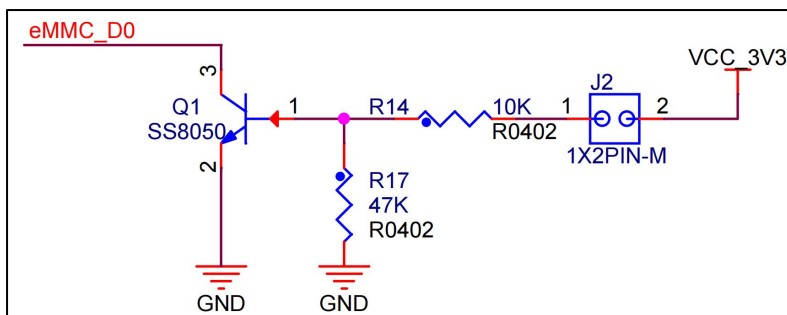 eMMC_D0
VCC_3V3
3
Q1
SS8050
1
2
R14
10K
R0402
1
J2
2
1X2PIN-M
R17
47K
R0402
GND
GND